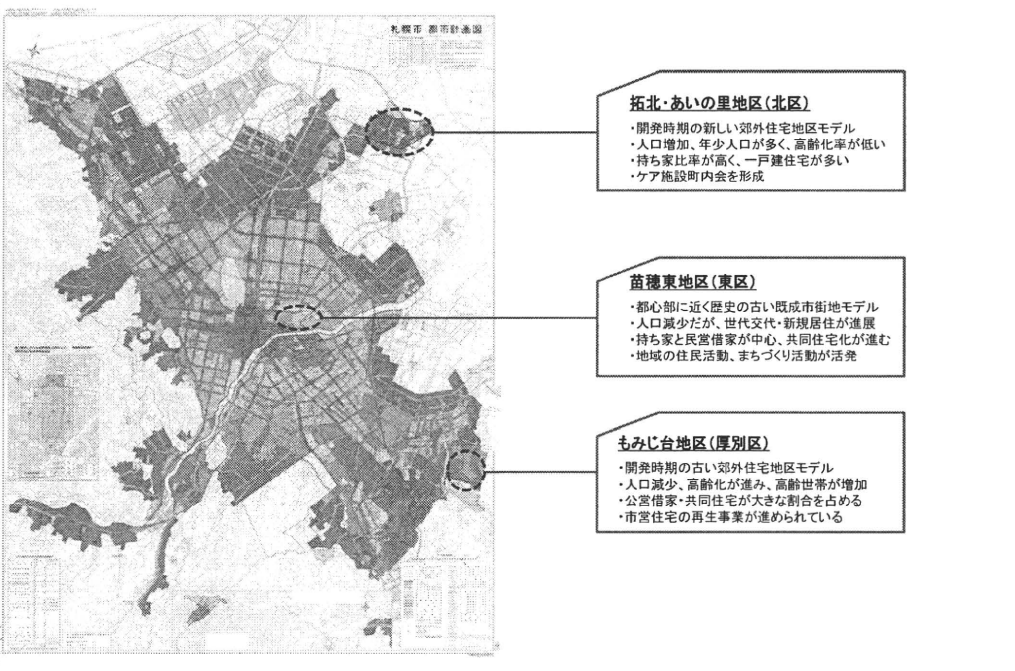 札幌市 都市計画図
拓北・あいの里地区(北区)
・開発時期の新しい郊外住宅地区モデル
・人口増加、年少人口が多く、高齢化率が低い
・持ち家比率が高く、一戸建住宅が多い
・ケア施設町内会を形成
苗穂東地区(東区)
・都心部に近く歴史の古い既成市街地モデル
・人口減少だが、世代交代・新規居住が進展
・持ち家と民営借家が中心、共同住宅化が進む
・地域の住民活動、まちづくり活動が活発
もみじ台地区(厚別区)
・開発時期の古い郊外住宅地区モデル
・人口減少、高齢化が進み、高齢世帯が増加
・公営借家・共同住宅が大きな割合を占める
・市営住宅の再生事業が進められている